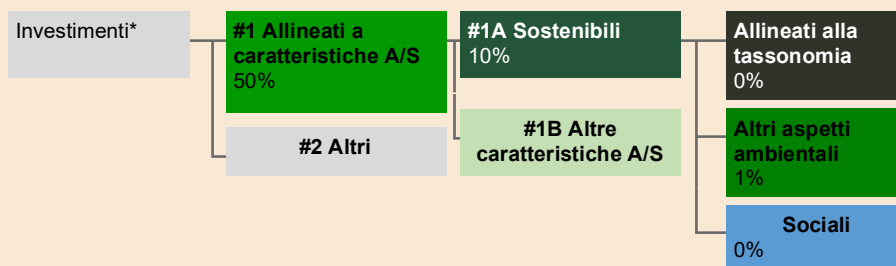 Investimenti*
#1 Allineati a
caratteristiche A/S
50%
#2 Altri
#1A Sostenibili
10%
#1B Altre
caratteristiche A/S
Allineati alla
tassonomia
0%
Altri aspetti
ambientali
1%
Sociali
0%